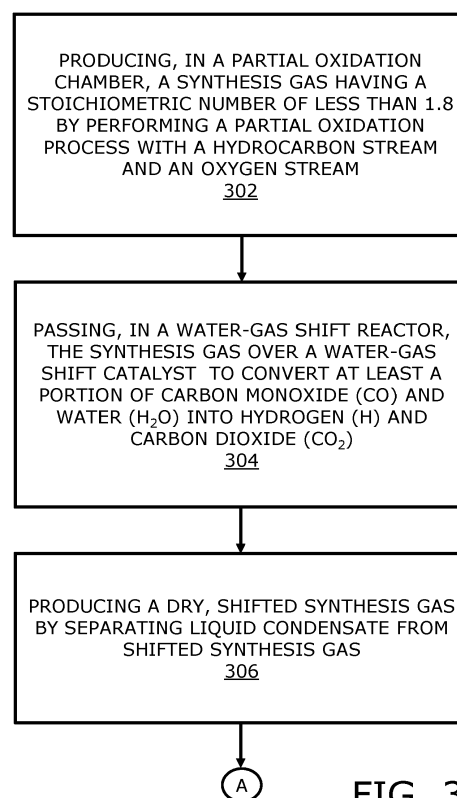 PRODUCING, IN A PARTIAL OXIDATION
CHAMBER, A SYNTHESIS GAS HAVING A
STOICHIOMETRIC NUMBER OF LESS THAN 1.8
BY PERFORMING A PARTIAL OXIDATION
PROCESS WITH A HYDROCARBON STREAM
AND AN OXYGEN STREAM
302
PASSING, IN A WATER-GAS SHIFT REACTOR,
THE SYNTHESIS GAS OVER A WATER-GAS
SHIFT CATALYST TO CONVERT AT LEAST A
PORTION OF CARBON MONOXIDE (CO) AND
WATER (H₂O) INTO HYDROGEN (H) AND
CARBON DIOXIDE (CO₂)
304
PRODUCING A DRY, SHIFTED SYNTHESIS GAS
BY SEPARATING LIQUID CONDENSATE FROM
SHIFTED SYNTHESIS GAS
306
A
FIG. 3